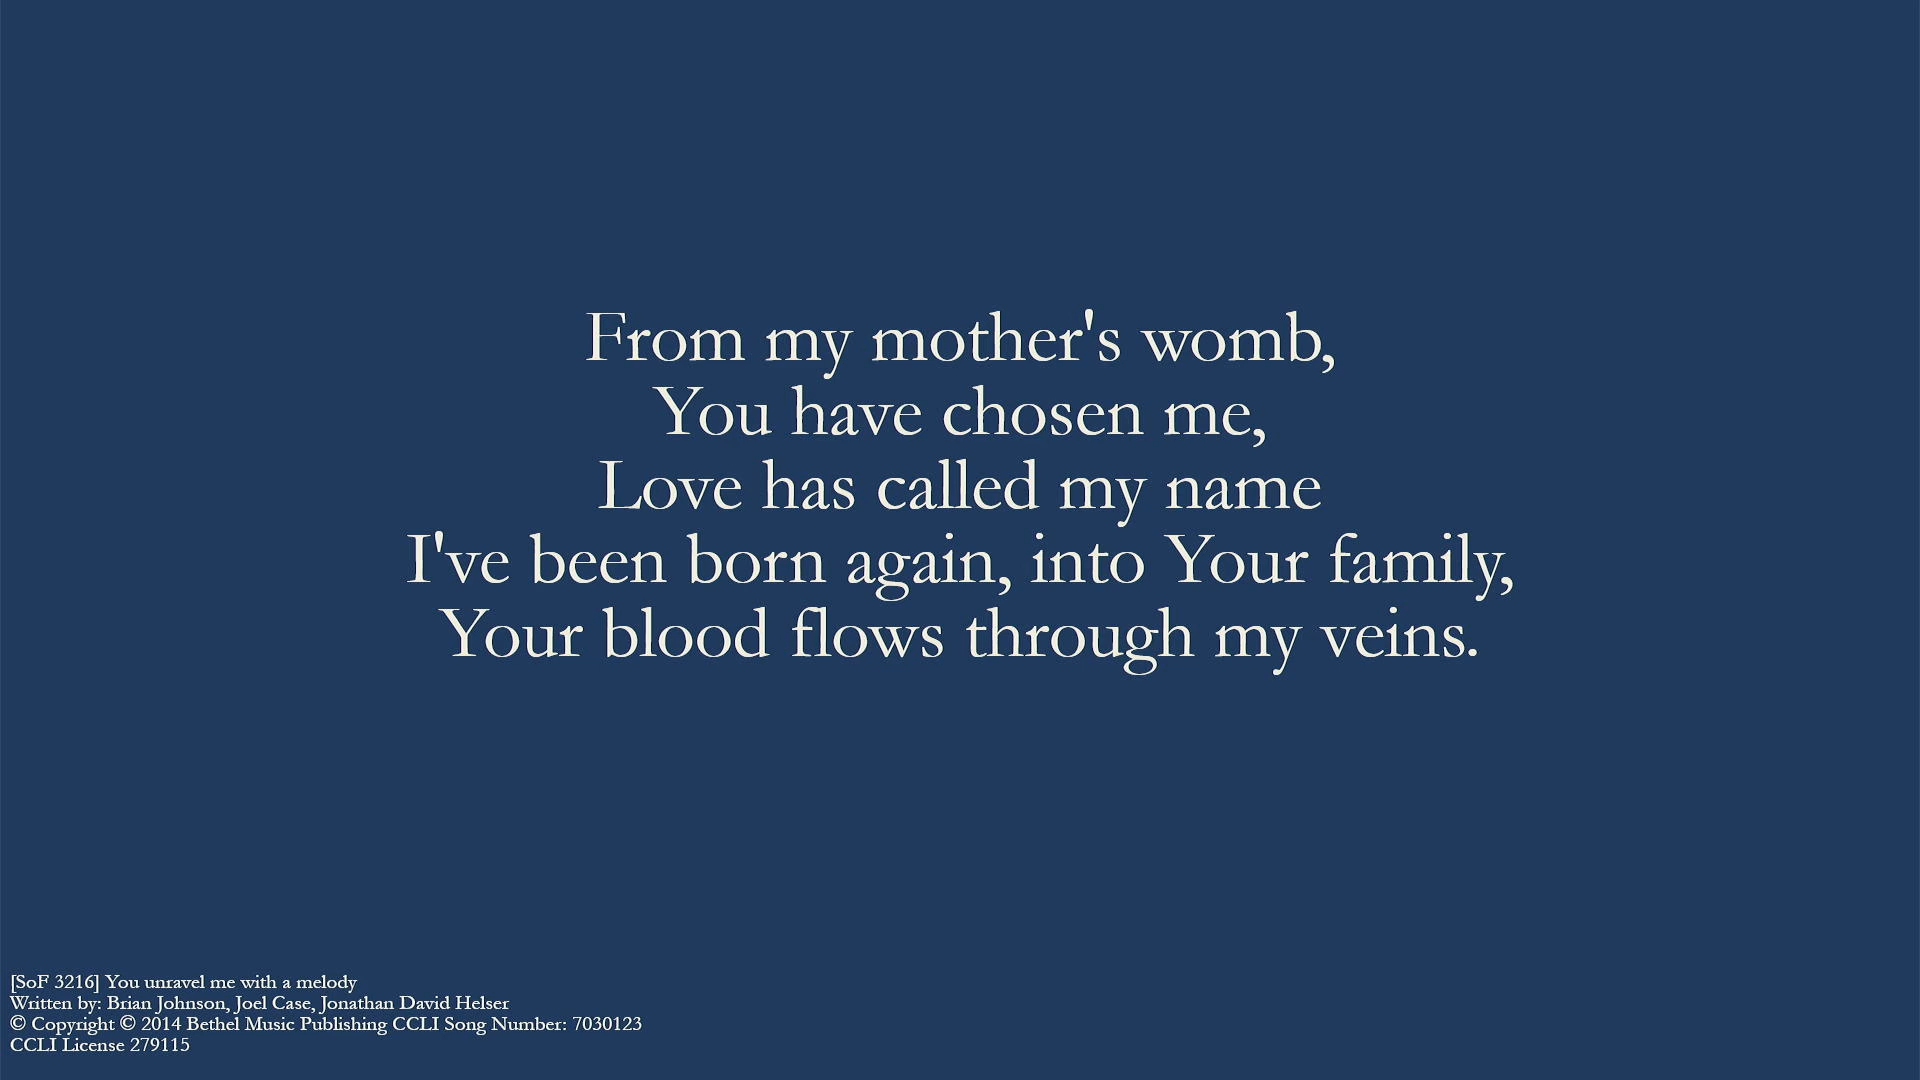 From my mother's womb,
You have chosen me,
Love has called my name
I've been born again, into Your family,
Your blood flows through my veins.
[SoF 3216] You unravel me with a melody
Written by: Brian Johnson, Joel Case, Jonathan David Helser
© Copyright © 2014 Bethel Music Publishing CCLI Song Number: 7030123
CCLI License 279115